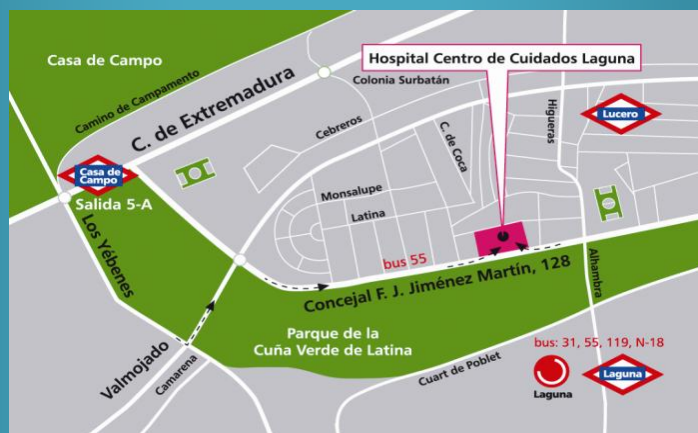 Casa de Campo
Hospital Centro de Cuidados Laguna
Camino de Campamento
C. de Extremadura
Colonia Surbatán
Cebreros
C. de Coca
Higueras
Lucero
Casa de
Campo
Salida 5-A
Monsalupe
Latina
Los Yébenes
bus 55
Concejal F. J. Jiménez Martín, 128
Alhambra
Parque de la
Cuña Verde de Latina
Valmojado
Camarena
Cuart de Poblet
bus: 31, 55, 119, N-18
Laguna
Laguna